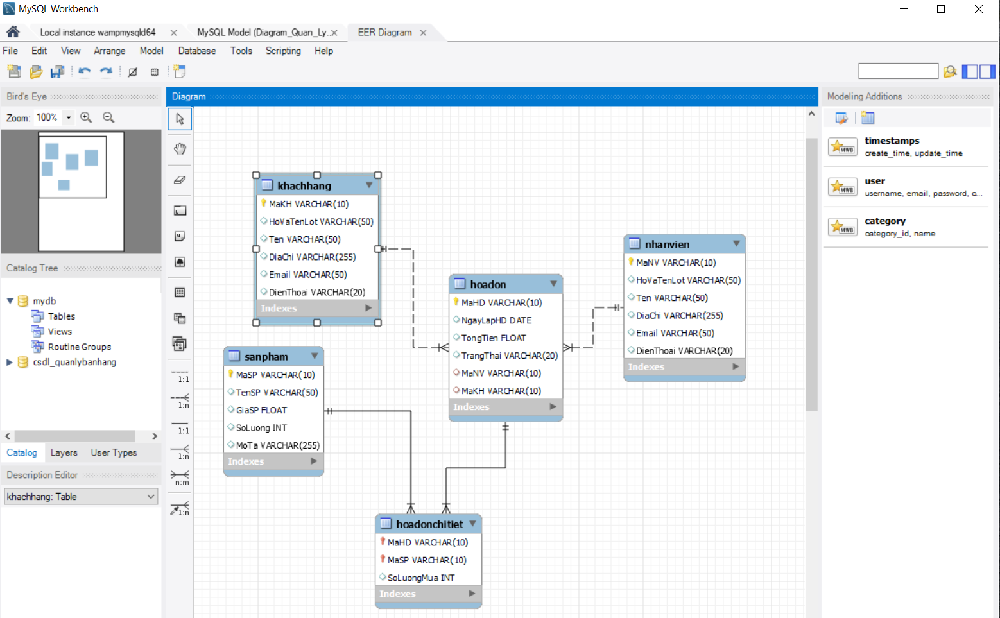 MySQL Workbench
Local instance wampmysqld64
MySQL Model (Diagram_Quan_Ly..
EER Diagram
File Edit View Arrange Model Database Tools Scripting Help
Bird's Eye
Zoom: 100%
Catalog Tree
mydb
Tables
Views
Routine Groups
csdl_quanlybanhang
Catalog Layers User Types
Description Editor
khachhang: Table
Diagram
1:1
1:n
1:1
1:n
n:m
1:n
khachhang
MaKH VARCHAR(10)
HoVaTenLot VARCHAR(50)
Ten VARCHAR(50)
DiaChi VARCHAR(255)
Email VARCHAR(50)
DienThoai VARCHAR(20)
Indexes
sanpham
MaSP VARCHAR(10)
TenSP VARCHAR(50)
GiaSP FLOAT
SoLuong INT
MoTa VARCHAR(255)
Indexes
hoadon
MaHD VARCHAR(10)
NgayLapHD DATE
TongTien FLOAT
TrangThai VARCHAR(20)
MaNV VARCHAR(10)
MaKH VARCHAR(10)
Indexes
nhanvien
MaNV VARCHAR(10)
HoVaTenLot VARCHAR(50)
Ten VARCHAR(50)
DiaChi VARCHAR(255)
Email VARCHAR(50)
DienThoai VARCHAR(20)
Indexes
hoadonchitiet
MaHD VARCHAR(10)
MaSP VARCHAR(10)
SoLuongMua INT
Indexes
Modeling Additions
MWB
timestamps
create_time, update_time
MWB
user
username, email, password, c...
MWB
category
category_id, name